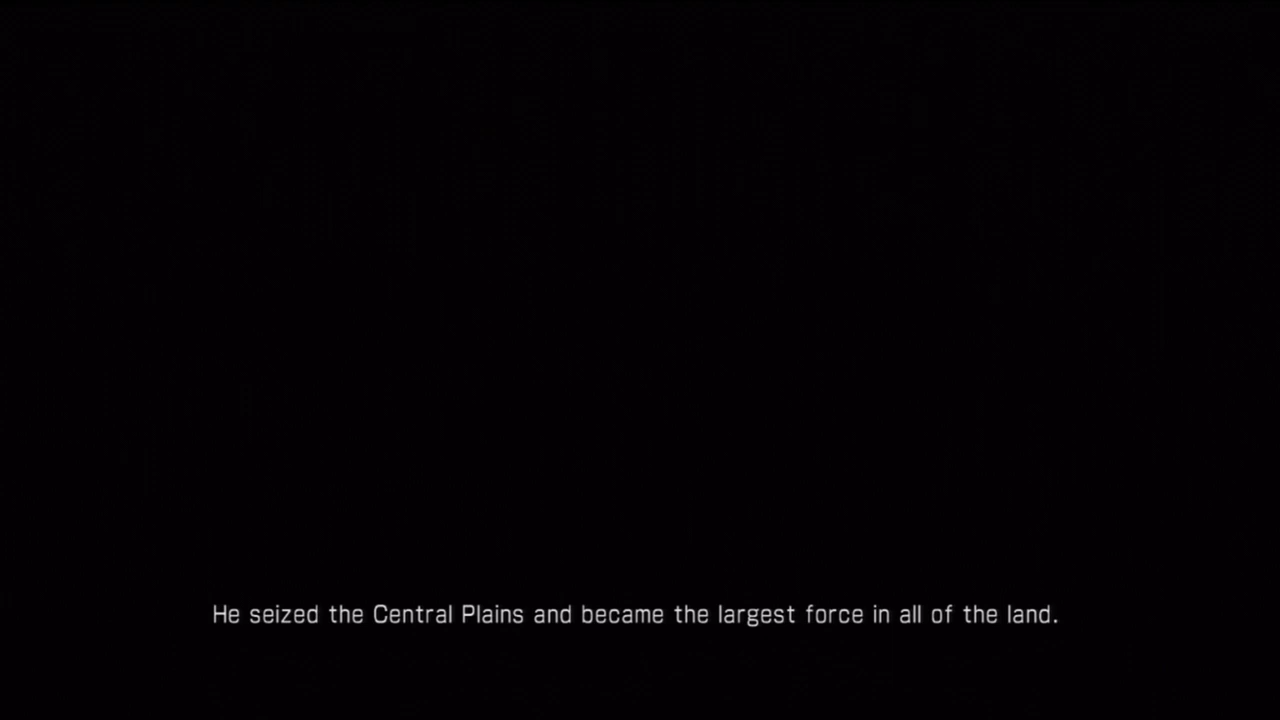 He seized the Central Plains and became the largest force in all of the land.